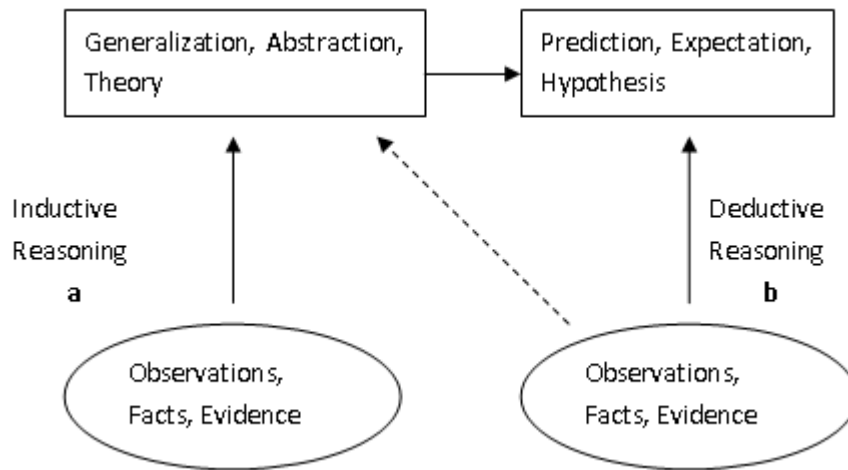 Generalization, Abstraction,
Theory
Prediction, Expectation,
Hypothesis
Inductive
Reasoning
a
Deductive
Reasoning
b
Observations,
Facts, Evidence
Observations,
Facts, Evidence